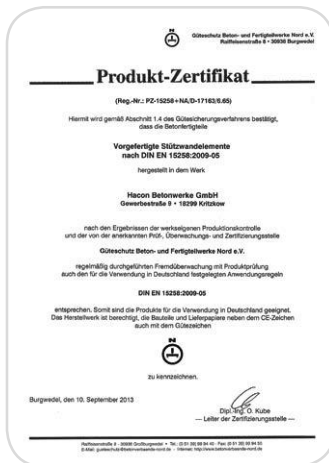 Güteschutz Beton- und Fertigteilwerke Nord e.V.
Raiffeisenstraße 8 • 30938 Burgwedel
Produkt-Zertifikat
(Reg.-Nr.: PZ-15258+NA/D-17163/6.65)
Hiermit wird gemäß Abschnitt 1.4 des Gütesicherungsverfahrens bestätigt,
dass die Betonfertigteile
Vorgefertigte Stützwandelemente
nach DIN EN 15258:2009-05
hergestellt in dem Werk
Hacon Betonwerke GmbH
Gewerbestraße 9 • 18299 Kritzkow
nach den Ergebnissen der werkseigenen Produktionskontrolle
und der von der anerkannten Prüf-, Überwachungs- und Zertifizierungsstelle
Güteschutz Beton- und Fertigteilwerke Nord e.V.
regelmäßig durchgeführten Fremdüberwachung mit Produktprüfung
auch den für die Verwendung in Deutschland festgelegten Anwendungsregeln
DIN EN 15258:2009-05
entsprechen. Somit sind die Produkte für die Verwendung in Deutschland geeignet.
Das Herstellwerk ist berechtigt, die Bauteile und Lieferpapiere neben dem CE-Zeichen
auch mit dem Gütezeichen
zu kennzeichnen.
Burgwedel, den 10. September 2013
Dipl.-Ing. O. Kube
— Leiter der Zertifizierungsstelle —
Raiffeisenstraße 8 - 30938 Großburgwedel • Tel.: